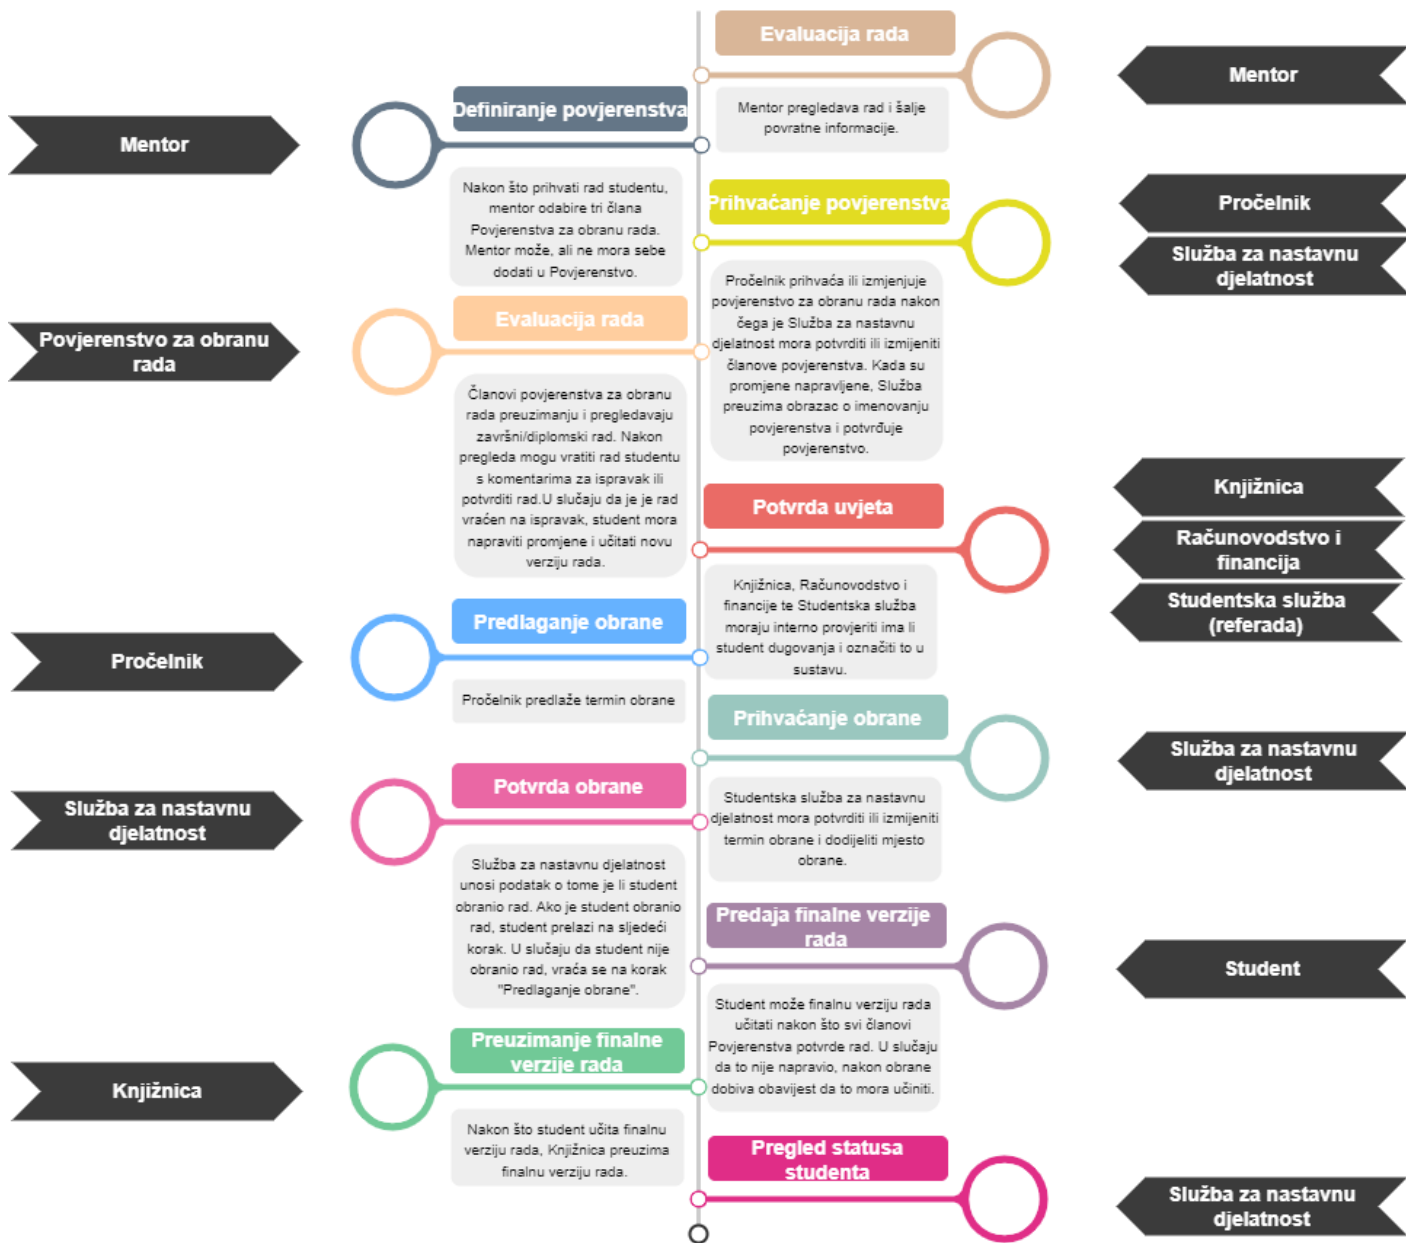 Evaluacija rada
Mentor
Mentor pregledava rad i šalje
povratne informacije.
Definiranje povjerenstva
Mentor
Nakon što prihvati rad studentu,
mentor odabire tri člana
Povjerenstva za obranu rada.
Mentor može, ali ne mora sebe
dodati u Povjerenstvo.
Prihvaćanje povjerenstva
Pročelnik
Služba za nastavnu
djelatnost
Pročelnik prihvaća ili izmjenjuje
povjerenstvo za obranu rada nakon
čega je Služba za nastavnu
djelatnost mora potvrditi ili izmijeniti
članove povjerenstva. Kada su
promjene napravljene, Služba
preuzima obrazac o imenovanju
povjerenstva i potvrđuje
povjerenstvo.
Evaluacija rada
Povjerenstvo za obranu
rada
Članovi povjerenstva za obranu
rada preuzimanju i pregledavaju
završni/diplomski rad. Nakon
pregleda mogu vratiti rad studentu
s komentarima za ispravak ili
potvrditi rad.U slučaju da je je rad
vraćen na ispravak, student mora
napraviti promjene i učitati novu
verziju rada.
Potvrda uvjeta
Knjižnica
Računovodstvo i
financija
Studentska služba
(referada)
Knjižnica, Računovodstvo i
financije te Studentska služba
moraju interno provjeriti ima li
student dugovanja i označiti to u
sustavu.
Predlaganje obrane
Pročelnik
Pročelnik predlaže termin obrane
Prihvaćanje obrane
Služba za nastavnu
djelatnost
Studentska služba za nastavnu
djelatnost mora potvrditi ili izmijeniti
termin obrane i dodijeliti mjesto
obrane.
Potvrda obrane
Služba za nastavnu
djelatnost
Služba za nastavnu djelatnost
unosi podatak o tome je li student
obranio rad. Ako je student obranio
rad, student prelazi na sljedeći
korak. U slučaju da student nije
obranio rad, vraća se na korak
"Predlaganje obrane".
Predaja finalne verzije
rada
Student
Student može finalnu verziju rada
učitati nakon što svi članovi
Povjerenstva potvrde rad. U slučaju
da to nije napravio, nakon obrane
dobiva obavijest da to mora učiniti.
Preuzimanje finalne
verzije rada
Knjižnica
Nakon što student učita finalnu
verziju rada, Knjižnica preuzima
finalnu verziju rada.
Pregled statusa
studenta
Služba za nastavnu
djelatnost